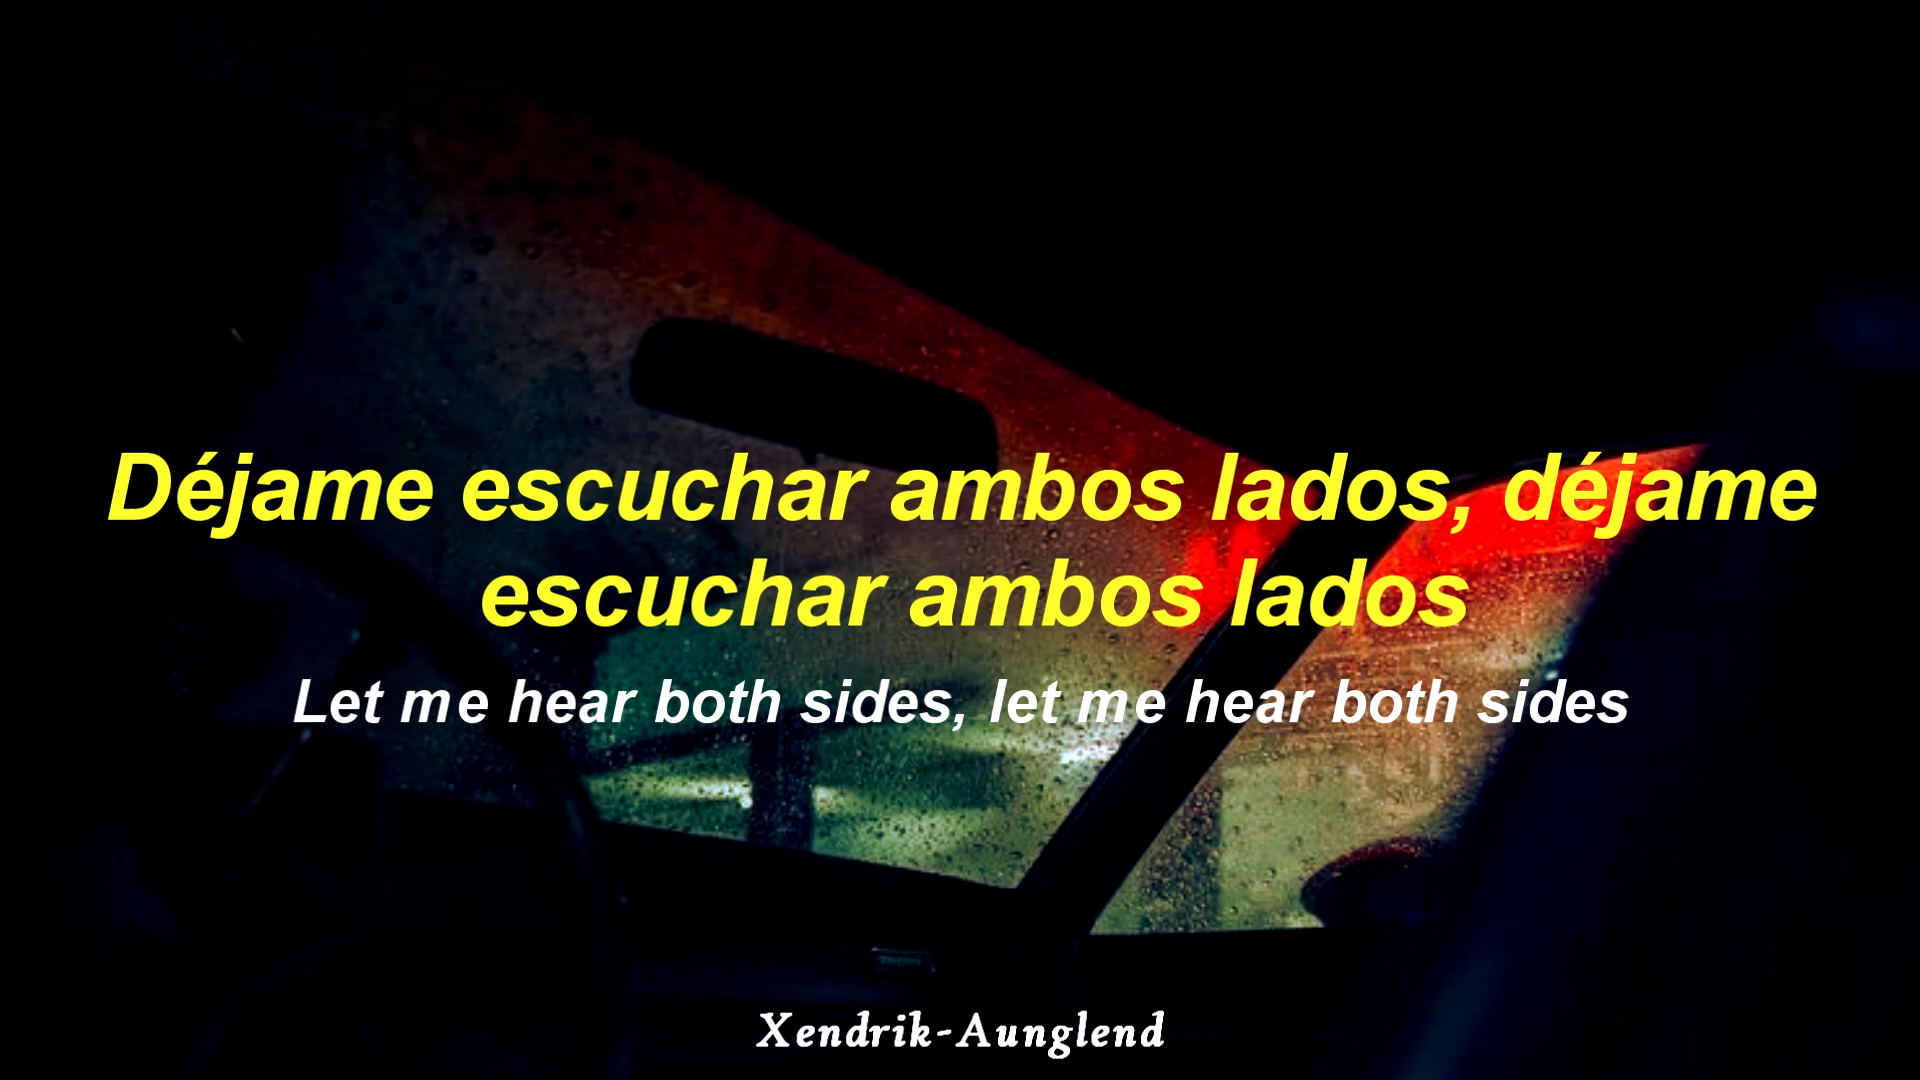 Déjame escuchar ambos lados, déjame
escuchar ambos lados
Let me hear both sides, let me hear both sides
Xendrik-Aunglend